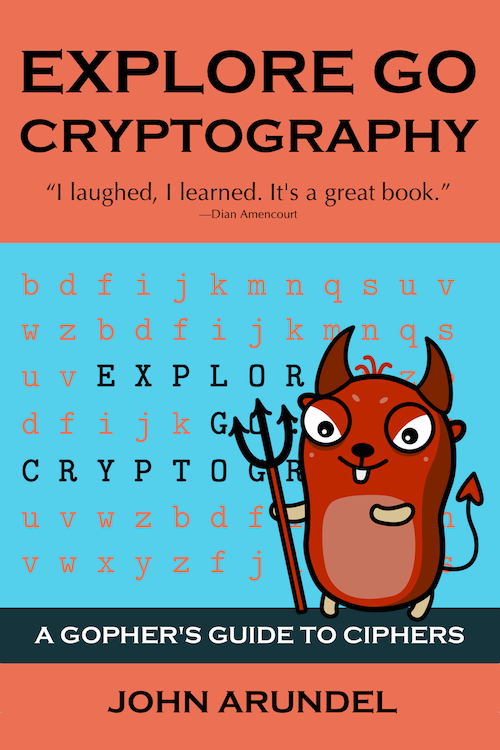 EXPLORE GO
CRYPTOGRAPHY
“I laughed, I learned. It's a great book.”
—Dian Amencourt
b d f i j k m n q s u v
w z b d f i j k m n q s
u v E X P L O R z
d f i j k G O
C R Y P T O G R
u v w z b d f n
v w x y z f j s
A GOPHER'S GUIDE TO CIPHERS
JOHN ARUNDEL